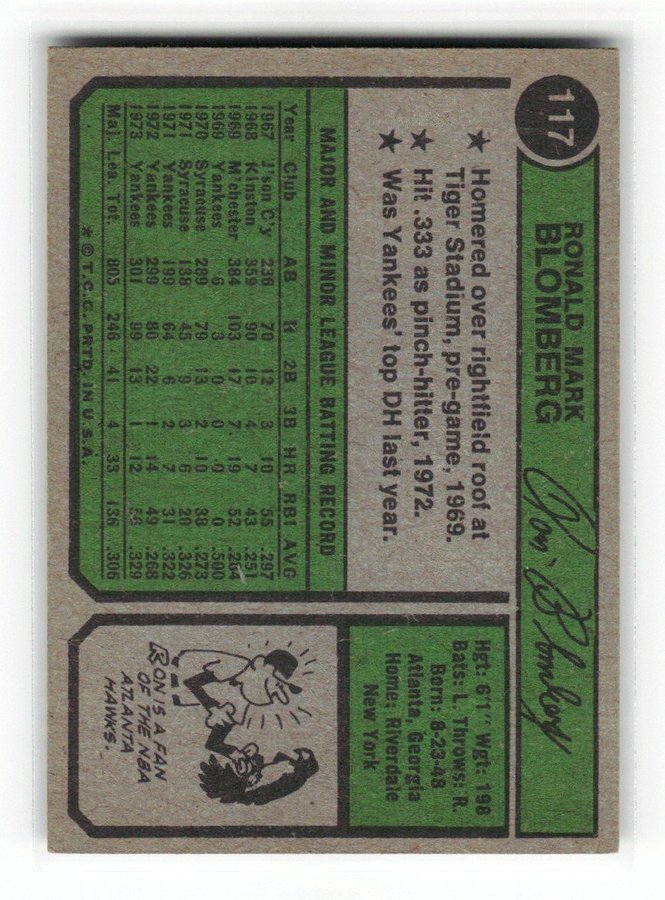 117
RONALD MARK
BLOMBERG
Ron Blomberg
★ Homered over rightfield roof at
Tiger Stadium, pre-game, 1969.
★ Hit .333 as pinch-hitter, 1972.
★ Was Yankees' top DH last year.
MAJOR AND MINOR LEAGUE BATTING RECORD
Year Club AB H 2B 3B HR RBI AVG
1967 J'son C'y 236 70 12 3 10 55 .297
1968 Kinston 359 90 10 4 7 43 .251
1969 M'chester 384 17 7 19 52 .284
1969 Yankees 6 3 0 0 0 0 .500
1970 Syracuse 289 79 13 2 10 38 .273
1971 Syracuse 138 45 9 3 6 20 .326
1971 Yankees 199 64 6 2 7 31 .322
1972 Yankees 299 80 22 1 14 49 .268
1973 Yankees 301 99 13 1 12 56 .329
Maj. Lea. Tot. 805 246 41 4 33 136 .306
* © T.C.G. PRTD. IN U.S.A.
Hgt: 6'1" Wgt: 198
Bats: L. Throws: R.
Born: 8-23-48
Atlanta, Georgia
Home: Riverdale
New York
RON IS A FAN
OF THE NBA
ATLANTA
HAWKS.